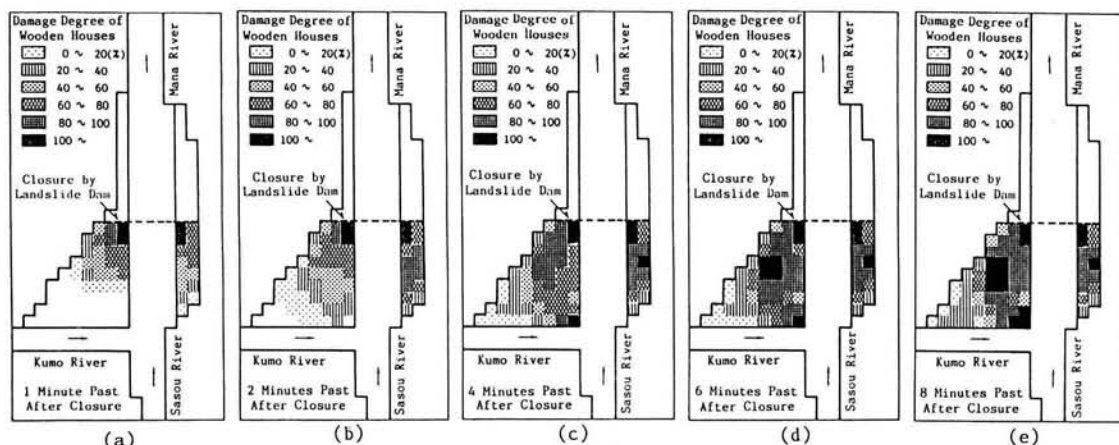 Damage Degree of
Wooden Houses
0 ~ 20(%)
20 ~ 40
40 ~ 60
60 ~ 80
80 ~ 100
100 ~
Mana River
Closure by
Landslide Dam
Kumo River
1 Minute Past
After Closure
Sasou River
(a)
Damage Degree of
Wooden Houses
0 ~ 20(%)
20 ~ 40
40 ~ 60
60 ~ 80
80 ~ 100
100 ~
Mana River
Closure by
Landslide Dam
Kumo River
2 Minutes Past
After Closure
Sasou River
(b)
Damage Degree of
Wooden Houses
0 ~ 20(%)
20 ~ 40
40 ~ 60
60 ~ 80
80 ~ 100
100 ~
Mana River
Closure by
Landslide Dam
Kumo River
4 Minutes Past
After Closure
Sasou River
(c)
Damage Degree of
Wooden Houses
0 ~ 20(%)
20 ~ 40
40 ~ 60
60 ~ 80
80 ~ 100
100 ~
Mana River
Closure by
Landslide Dam
Kumo River
6 Minutes Past
After Closure
Sasou River
(d)
Damage Degree of
Wooden Houses
0 ~ 20(%)
20 ~ 40
40 ~ 60
60 ~ 80
80 ~ 100
100 ~
Mana River
Closure by
Landslide Dam
Kumo River
8 Minutes Past
After Closure
Sasou River
(e)